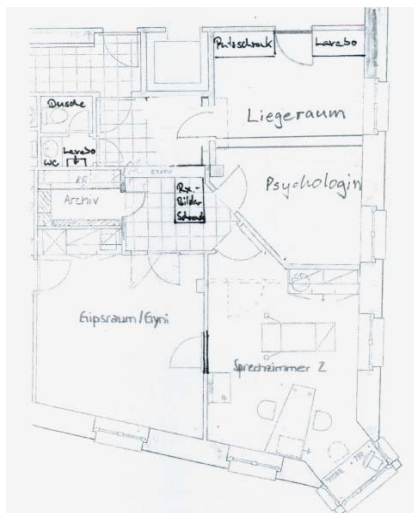 Putzschrank
Lavabo
Dusche
Liegeraum
Lavabo
WC
Psychologin
Rx-
Bilder
Schrank
Archiv
Gipsraum/Gyni
Sprechzimmer 2